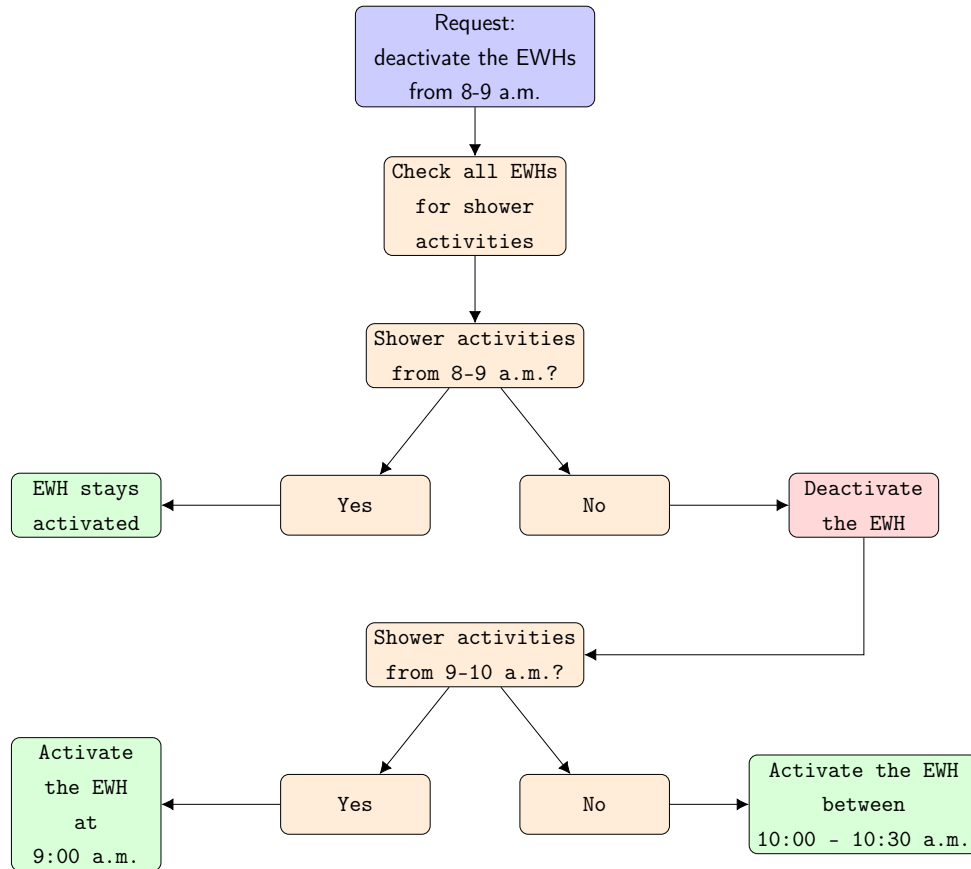 Request:
deactivate the EWHs
from 8-9 a.m.
Check all EWHs
for shower
activities
Shower activities
from 8-9 a.m.?
EWH stays
activated
Yes
No
Deactivate
the EWH
Shower activities
from 9-10 a.m.?
Activate
the EWH
at
9:00 a.m.
Yes
No
Activate the EWH
between
10:00 - 10:30 a.m.